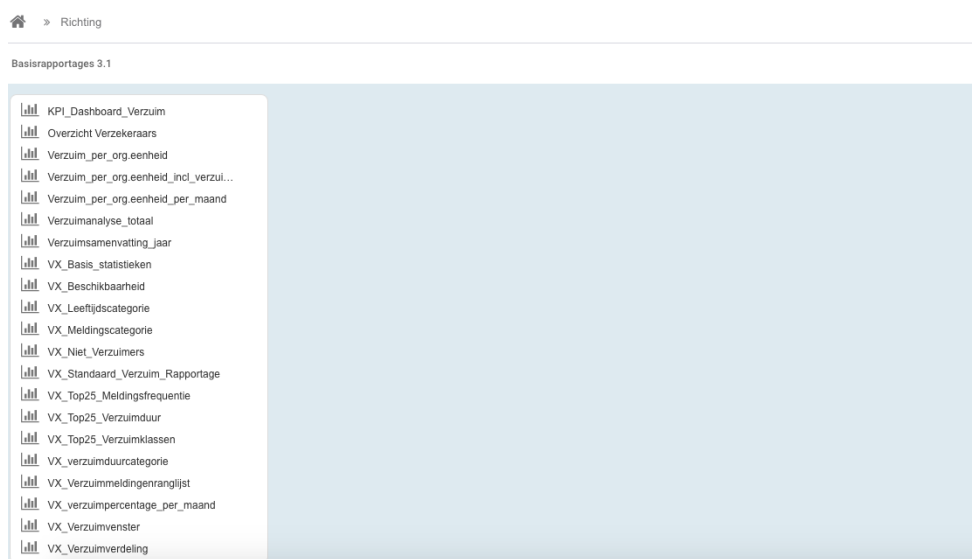 » Richting
Basisrapportages 3.1
KPI_Dashboard_Verzuim
Overzicht Verzekeraars
Verzuim_per_org.eenheid
Verzuim_per_org.eenheid_incl_verzui...
Verzuim_per_org.eenheid_per_maand
Verzuimanalyse_totaal
Verzuimsamenvatting_jaar
VX_Basis_statistieken
VX_Beschikbaarheid
VX_Leeftijdscategorie
VX_Meldingscategorie
VX_Niet_Verzuimers
VX_Standaard_Verzuim_Rapportage
VX_Top25_Meldingsfrequentie
VX_Top25_Verzuimduur
VX_Top25_Verzuimklassen
VX_verzuimduurcategorie
VX_Verzuimmeldingenranglijst
VX_verzuimpercentage_per_maand
VX_Verzuimvenster
VX_Verzuimverdeling